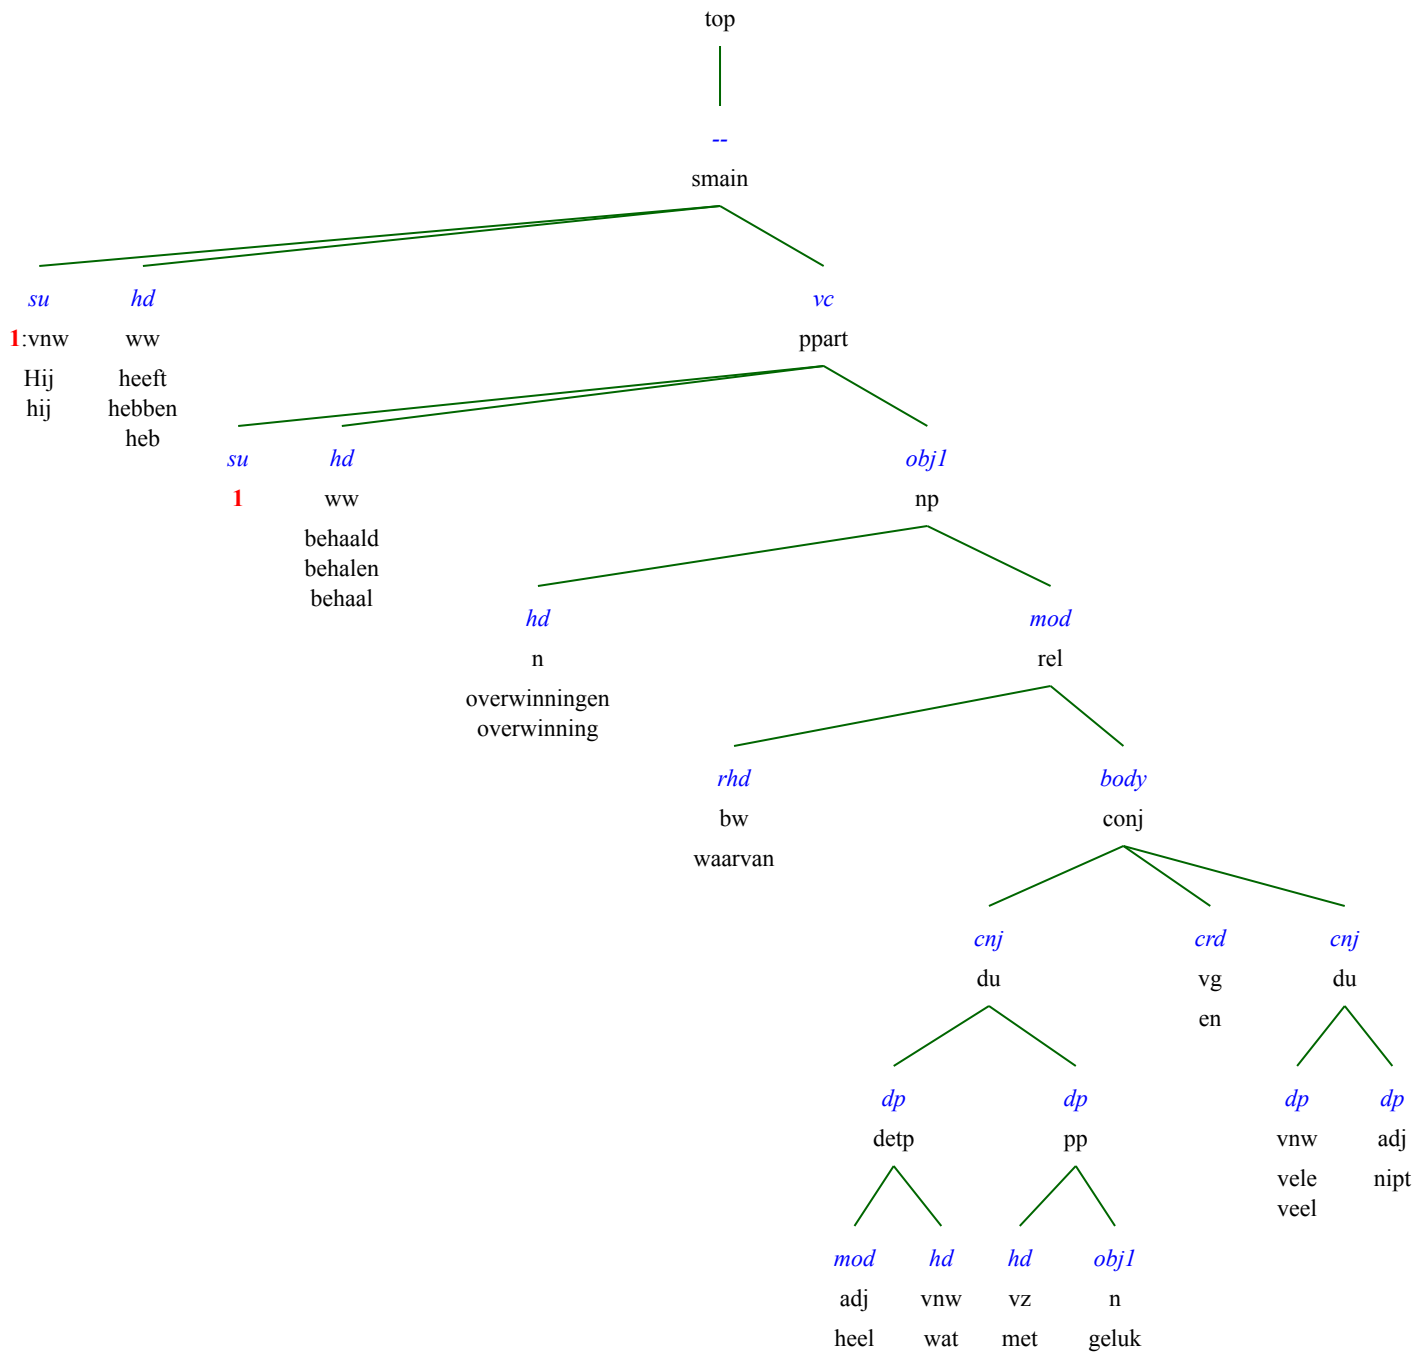 top
--
smain
su hd vc
1:vnw ww ppart
Hij heeft
hij hebben
heb
su hd obj1
1 ww np
behaald
behalen
behaal
hd mod
n rel
overwinningen
overwinning
rhd body
bw conj
waarvan
cnj crd cnj
du vg du
en
dp dp dp dp
detp pp vnw adj
vele nipt
veel
mod hd hd obj1
adj vnw vz n
heel wat met geluk